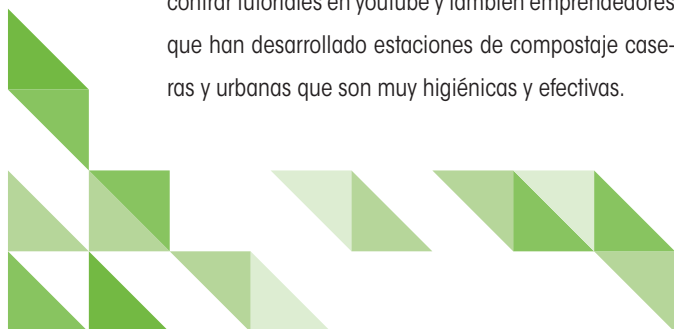 contrar tutoriales en youtube y también emprendedores
que han desarrollado estaciones de compostaje case-
ras y urbanas que son muy higiénicas y efectivas.